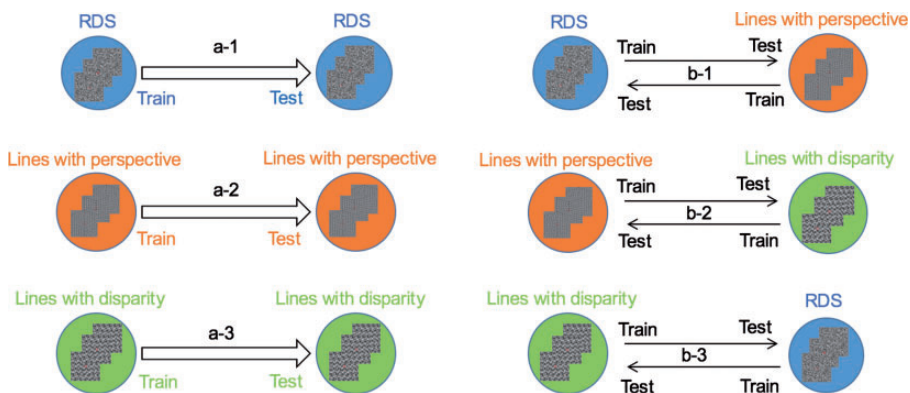 RDS
RDS
a-1
Train
Test
Lines with perspective
Lines with perspective
a-2
Train
Test
Lines with disparity
Lines with disparity
a-3
Train
Test
RDS
Lines with perspective
Train
Test
b-1
Test
Train
Lines with perspective
Lines with disparity
Train
Test
b-2
Test
Train
Lines with disparity
RDS
Train
Test
b-3
Test
Train